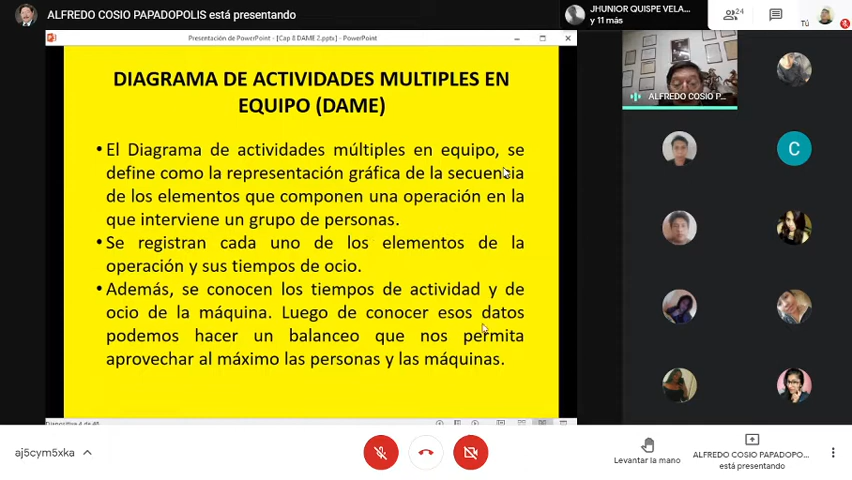 ALFREDO COSIO PAPADOPOLIS está presentando
JHUNIOR QUISPE VELA...
y 11 más
24
Tú
Presentación de PowerPoint - [Cap 8 DAME 2.pptx] - PowerPoint
DIAGRAMA DE ACTIVIDADES MULTIPLES EN
EQUIPO (DAME)
• El Diagrama de actividades múltiples en equipo, se
define como la representación gráfica de la secuencia
de los elementos que componen una operación en la
que interviene un grupo de personas.
• Se registran cada uno de los elementos de la
operación y sus tiempos de ocio.
• Además, se conocen los tiempos de actividad y de
ocio de la máquina. Luego de conocer esos datos
podemos hacer un balanceo que nos permita
aprovechar al máximo las personas y las máquinas.
ALFREDO COSIO P...
C
aj5cym5xka
Levantar la mano
ALFREDO COSIO PAPADOPO...
está presentando